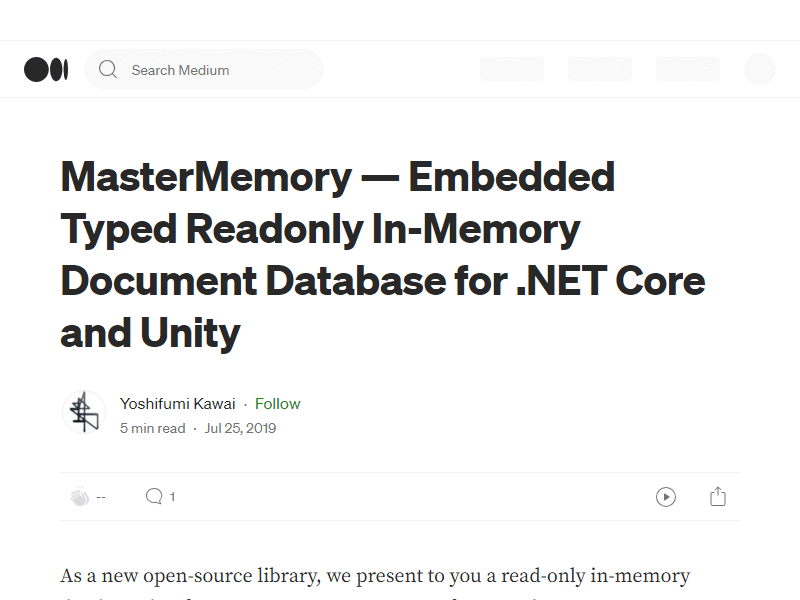 Search Medium
MasterMemory — Embedded
Typed Readonly In-Memory
Document Database for .NET Core
and Unity
Yoshifumi Kawai · Follow
5 min read · Jul 25, 2019
-- 1
As a new open-source library, we present to you a read-only in-memory